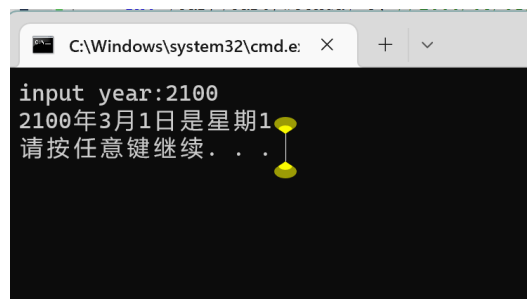 C:\Windows\system32\cmd.e
input year:2100
2100年3月1日是星期1
请按任意键继续. . .